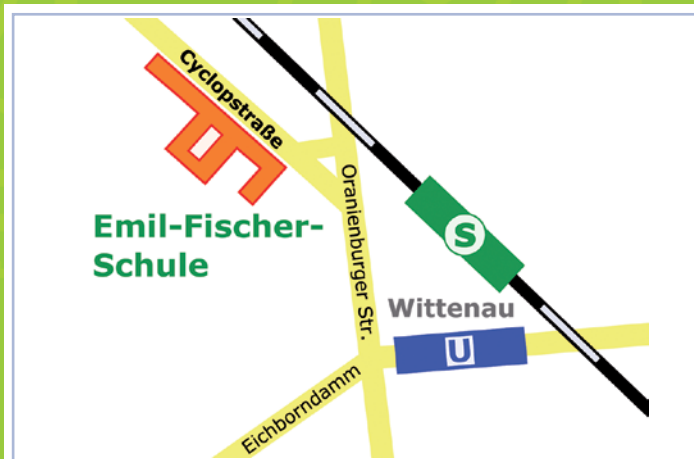 Cyclopstraße
Emil-Fischer-
Schule
Oranienburger Str.
S
Wittenau
U
Eichborndamm